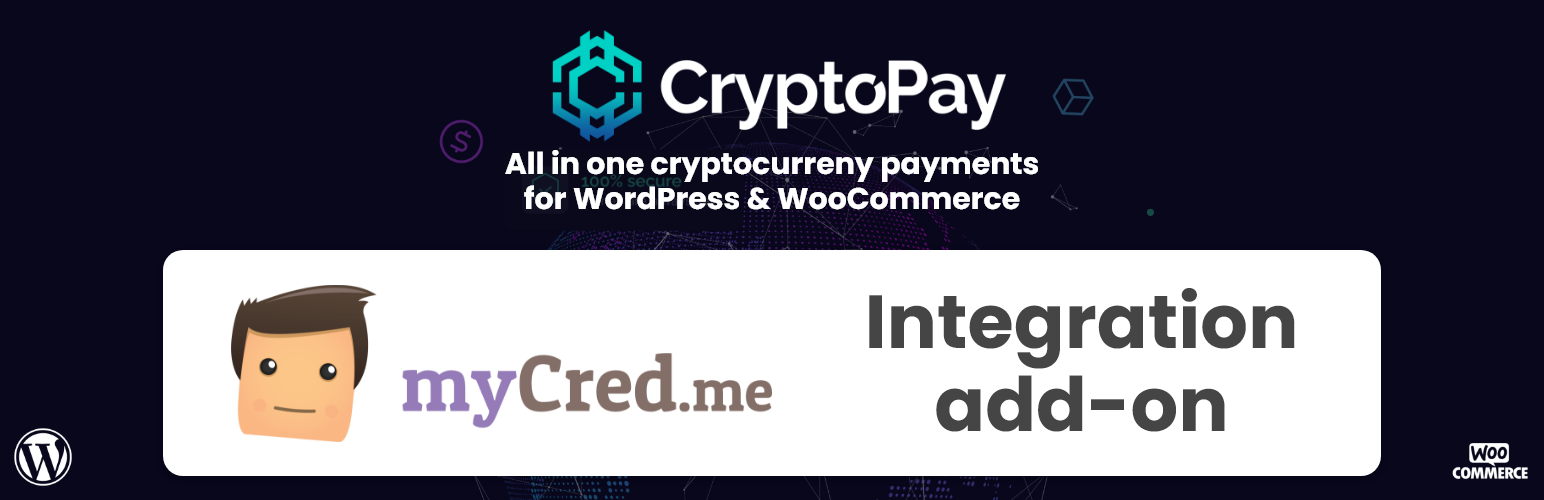 CryptoPay
$
100% secure
All in one cryptocurreny payments
for WordPress & WooCommerce
myCred.me
Integration
add-on
W
WOO
COMMERCE